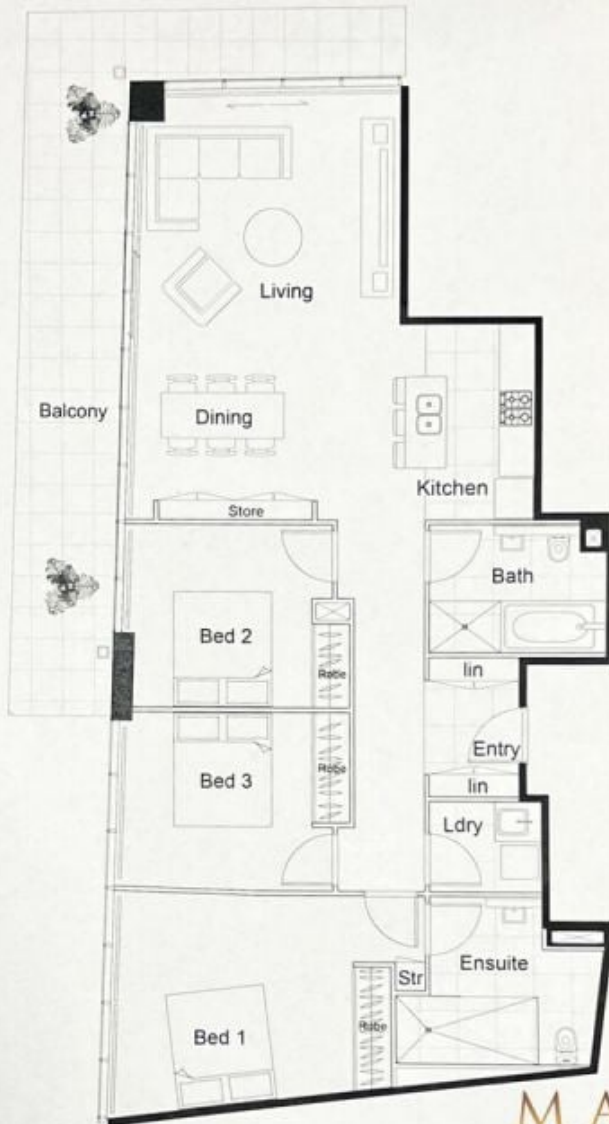 Living
Balcony
Dining
Kitchen
Store
Bath
Bed 2
Robe
lin
Entry
Bed 3
Robe
lin
Ldry
Ensuite
Str
Robe
Bed 1
M A